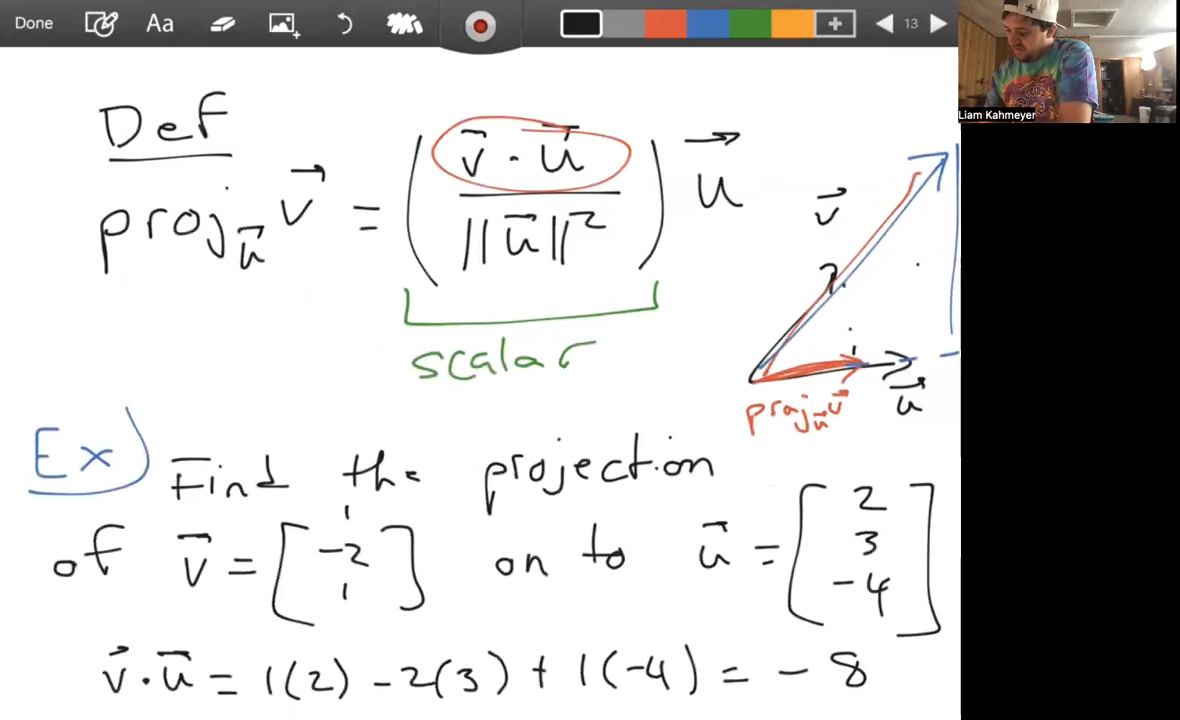 Done Aa 13
Liam Kahmeyer
Def
proj_u⃗ v⃗ = ( v⃗ · u⃗ / ||u⃗||² ) u⃗
scalar
v⃗
u⃗
proj_u⃗ v⃗
Ex) Find the projection
of v⃗ = [ 1 -2 1 ] on to u⃗ = [ 2 3 -4 ]
v⃗ · u⃗ = 1(2) - 2(3) + 1(-4) = - 8